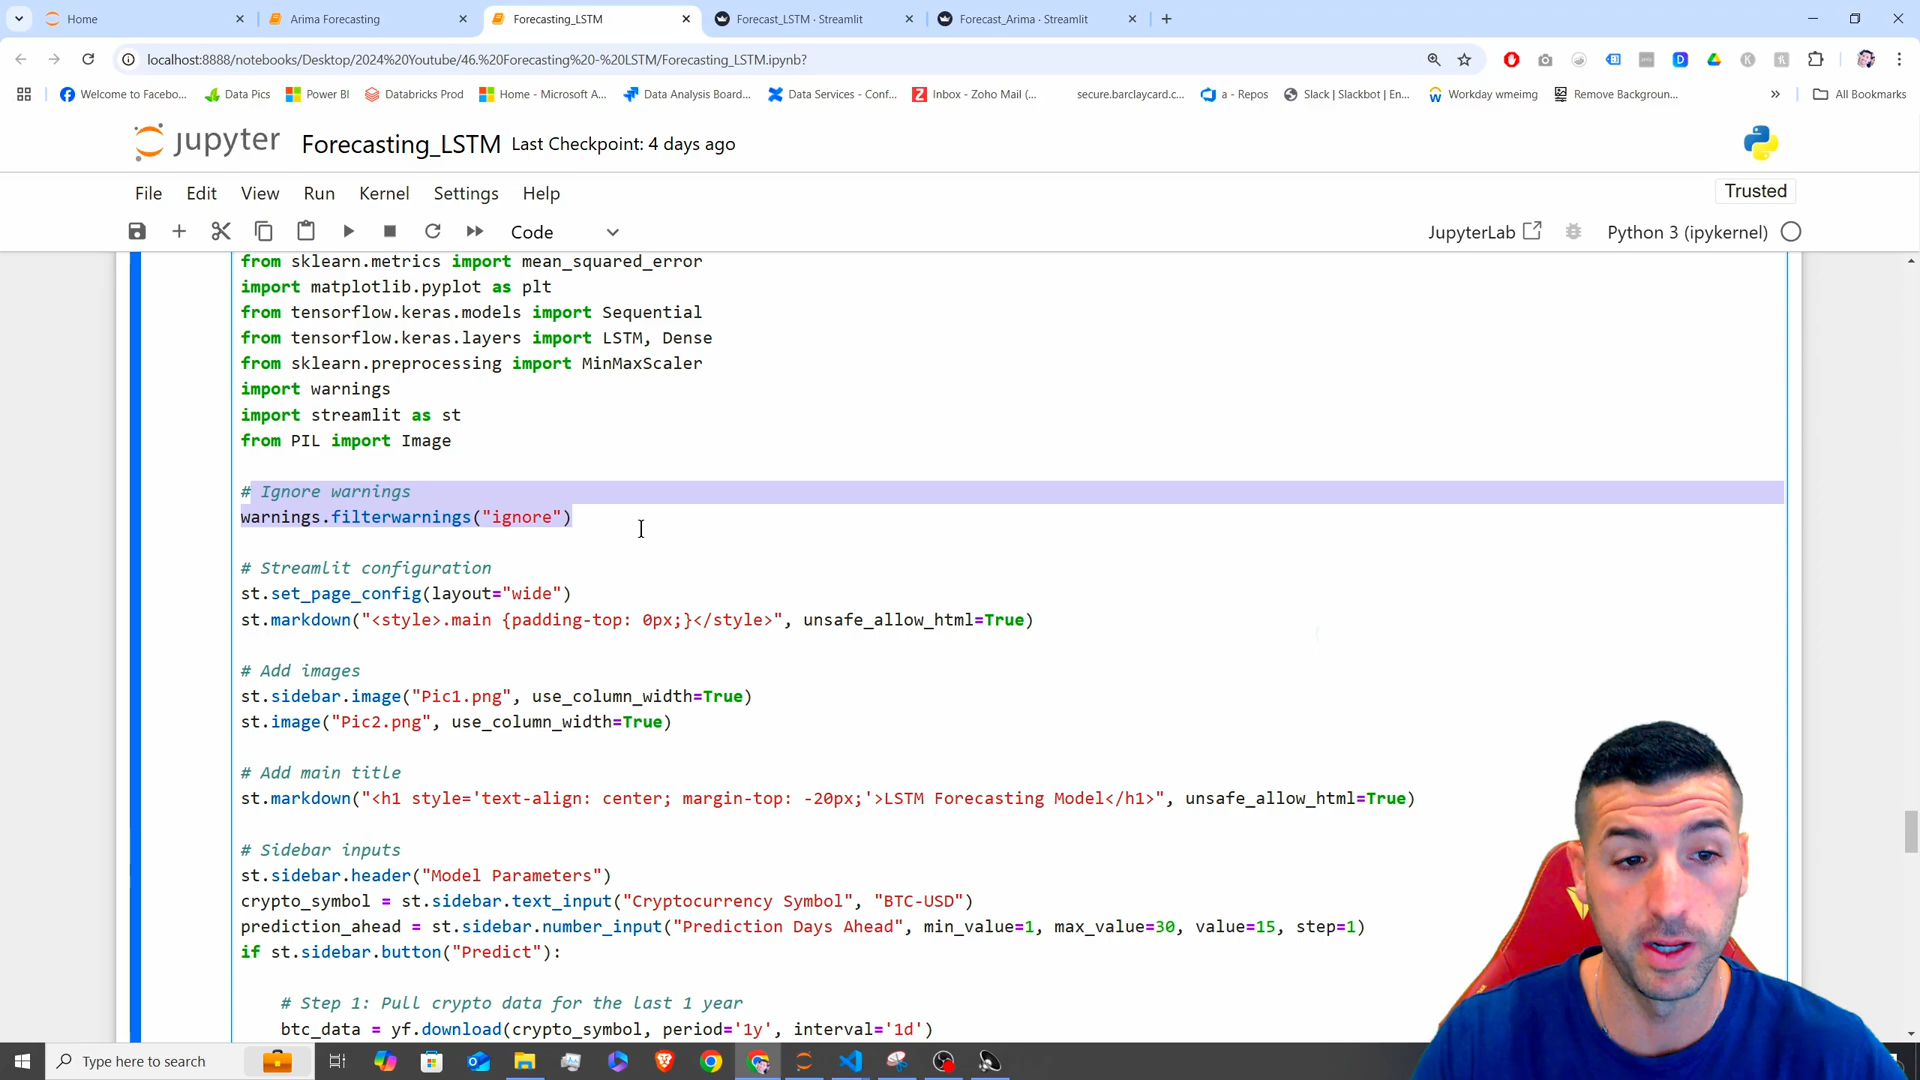 Home
Arima Forecasting
Forecasting_LSTM
Forecast_LSTM · Streamlit
Forecast_Arima · Streamlit
localhost:8888/notebooks/Desktop/2024%20Youtube/46.%20Forecasting%20-%20LSTM/Forecasting_LSTM.ipynb?
Welcome to Facebo...
Data Pics
Power BI
Databricks Prod
Home - Microsoft A...
Data Analysis Board...
Data Services - Conf...
Inbox - Zoho Mail (...
secure.barclaycard.c...
a - Repos
Slack | Slackbot | En...
Workday wmeimg
Remove Backgroun...
All Bookmarks
jupyter
Forecasting_LSTM
Last Checkpoint: 4 days ago
File
Edit
View
Run
Kernel
Settings
Help
Trusted
Code
JupyterLab
Python 3 (ipykernel)
from sklearn.metrics import mean_squared_error
import matplotlib.pyplot as plt
from tensorflow.keras.models import Sequential
from tensorflow.keras.layers import LSTM, Dense
from sklearn.preprocessing import MinMaxScaler
import warnings
import streamlit as st
from PIL import Image
# Ignore warnings
warnings.filterwarnings("ignore")
# Streamlit configuration
st.set_page_config(layout="wide")
st.markdown("<style>.main {padding-top: 0px;}</style>", unsafe_allow_html=True)
# Add images
st.sidebar.image("Pic1.png", use_column_width=True)
st.image("Pic2.png", use_column_width=True)
# Add main title
st.markdown("<h1 style='text-align: center; margin-top: -20px;'>LSTM Forecasting Model</h1>", unsafe_allow_html=True)
# Sidebar inputs
st.sidebar.header("Model Parameters")
crypto_symbol = st.sidebar.text_input("Cryptocurrency Symbol", "BTC-USD")
prediction_ahead = st.sidebar.number_input("Prediction Days Ahead", min_value=1, max_value=30, value=15, step=1)
if st.sidebar.button("Predict"):
# Step 1: Pull crypto data for the last 1 year
btc_data = yf.download(crypto_symbol, period='1y', interval='1d')
Type here to search